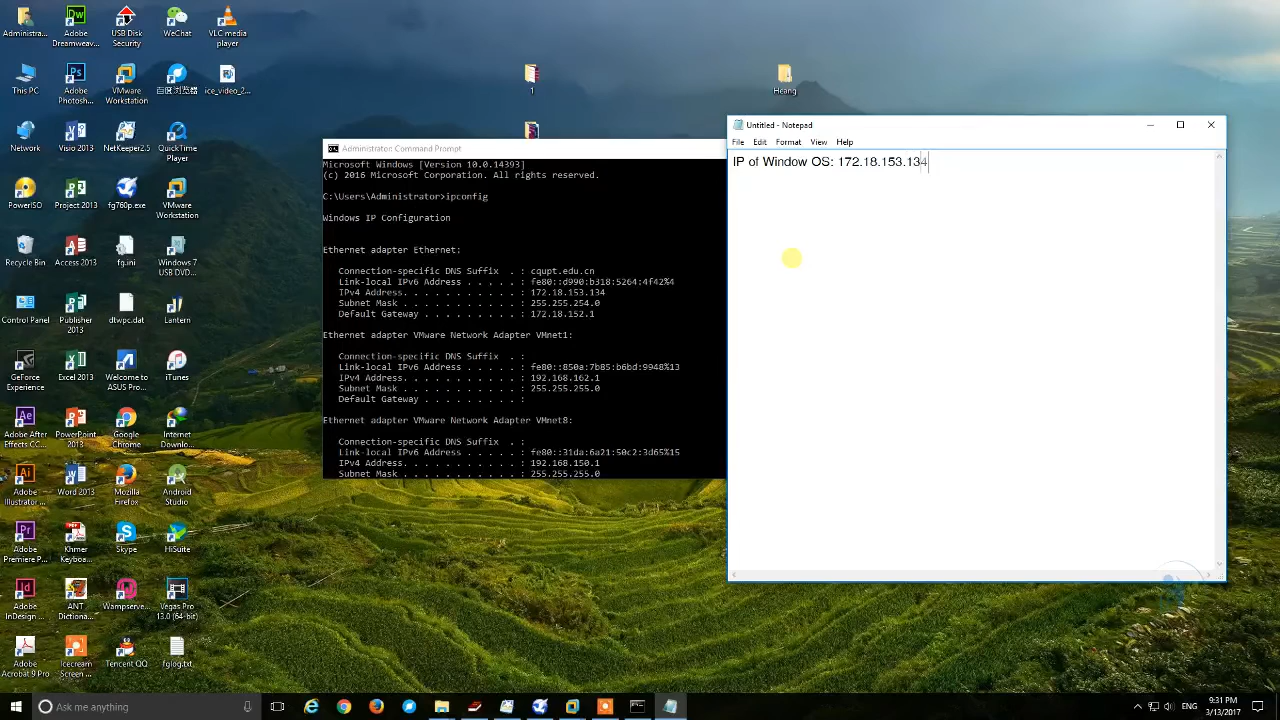 Administra...
Adobe Dreamweav...
USB Disk Security
WeChat
VLC media player
This PC
Adobe Photosh...
VMware Workstation
ice_video_2...
1
Heang
Network
Visio 2013
NetKeeper2.5
QuickTime Player
PowerISO
Project 2013
fg760p.exe
VMware Workstation
Recycle Bin
Access 2013
fg.ini
Windows 7 USB DVD...
Control Panel
Publisher 2013
dtwpc.dat
Lantern
GeForce Experience
Excel 2013
Welcome to ASUS Pro...
iTunes
Adobe After Effects CC...
PowerPoint 2013
Google Chrome
Internet Downlo...
Adobe Illustrator...
Word 2013
Mozilla Firefox
Android Studio
Adobe Premiere P...
Khmer Keyboa...
Skype
HiSuite
Adobe InDesign ...
ANT Dictiona...
Wampserve...
Vegas Pro 13.0 (64-bit)
Adobe Acrobat 9 Pro
Icecream Screen ...
Tencent QQ
fglog.txt
Administrator: Command Prompt
Microsoft Windows [Version 10.0.14393]
(c) 2016 Microsoft Corporation. All rights reserved.
C:\Users\Administrator>ipconfig
Windows IP Configuration
Ethernet adapter Ethernet:
Connection-specific DNS Suffix . : cqupt.edu.cn
Link-local IPv6 Address . . . . . : fe80::d990:b318:5264:4f42%4
IPv4 Address. . . . . . . . . . . : 172.18.153.134
Subnet Mask . . . . . . . . . . . : 255.255.254.0
Default Gateway . . . . . . . . . : 172.18.152.1
Ethernet adapter VMware Network Adapter VMnet1:
Connection-specific DNS Suffix . :
Link-local IPv6 Address . . . . . : fe80::850a:7b85:b6bd:9948%13
IPv4 Address. . . . . . . . . . . : 192.168.162.1
Subnet Mask . . . . . . . . . . . : 255.255.255.0
Default Gateway . . . . . . . . . :
Ethernet adapter VMware Network Adapter VMnet8:
Connection-specific DNS Suffix . :
Link-local IPv6 Address . . . . . : fe80::31da:6a21:50c2:3d65%15
IPv4 Address. . . . . . . . . . . : 192.168.150.1
Subnet Mask . . . . . . . . . . . : 255.255.255.0
Untitled - Notepad
File Edit Format View Help
IP of Window OS: 172.18.153.134
Ask me anything
ENG
9:31 PM
3/13/2017